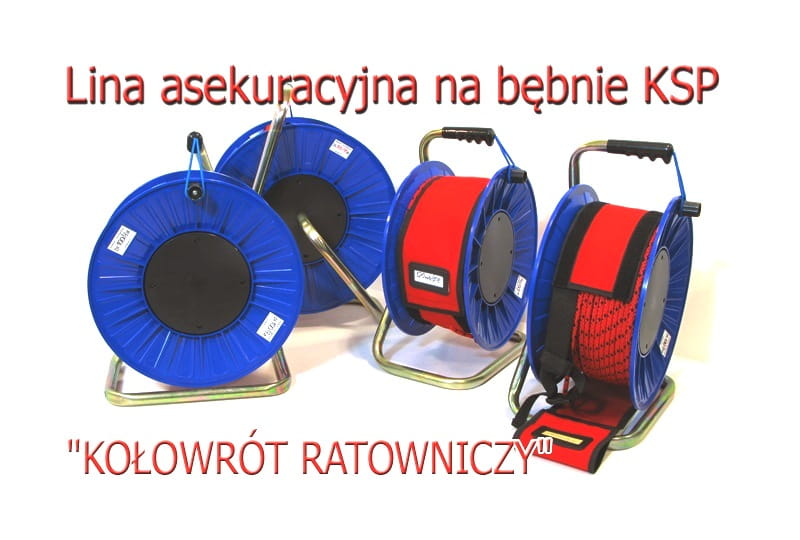 Lina asekuracyjna na bębnie KSP
"KOŁOWRÓT RATOWNICZY"